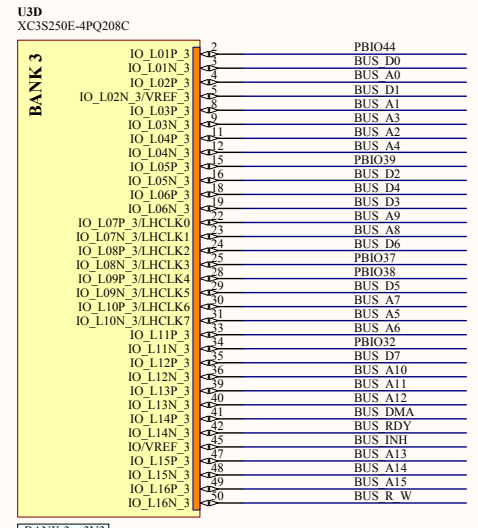 U3D
XC3S250E-4PQ208C
BANK 3
IO_L01P_3 2 PBIO44
IO_L01N_3 3 BUS_D0
IO_L02P_3 4 BUS_A0
IO_L02N_3/VREF_3 5 BUS_D1
IO_L03P_3 8 BUS_A1
IO_L03N_3 9 BUS_A3
IO_L04P_3 11 BUS_A2
IO_L04N_3 12 BUS_A4
IO_L05P_3 15 PBIO39
IO_L05N_3 16 BUS_D2
IO_L06P_3 18 BUS_D4
IO_L06N_3 19 BUS_D3
IO_L07P_3/LHCLK0 22 BUS_A9
IO_L07N_3/LHCLK1 23 BUS_A8
IO_L08P_3/LHCLK2 24 BUS_D6
IO_L08N_3/LHCLK3 25 PBIO37
IO_L09P_3/LHCLK4 28 PBIO38
IO_L09N_3/LHCLK5 29 BUS_D5
IO_L10P_3/LHCLK6 30 BUS_A7
IO_L10N_3/LHCLK7 31 BUS_A5
IO_L11P_3 33 BUS_A6
IO_L11N_3 34 PBIO32
IO_L12P_3 35 BUS_D7
IO_L12N_3 36 BUS_A10
IO_L13P_3 39 BUS_A11
IO_L13N_3 40 BUS_A12
IO_L14P_3 41 BUS_DMA
IO_L14N_3 42 BUS_RDY
IO/VREF_3 45 BUS_INH
IO_L15P_3 47 BUS_A13
IO_L15N_3 48 BUS_A14
IO_L16P_3 49 BUS_A15
IO_L16N_3 50 BUS_R_W